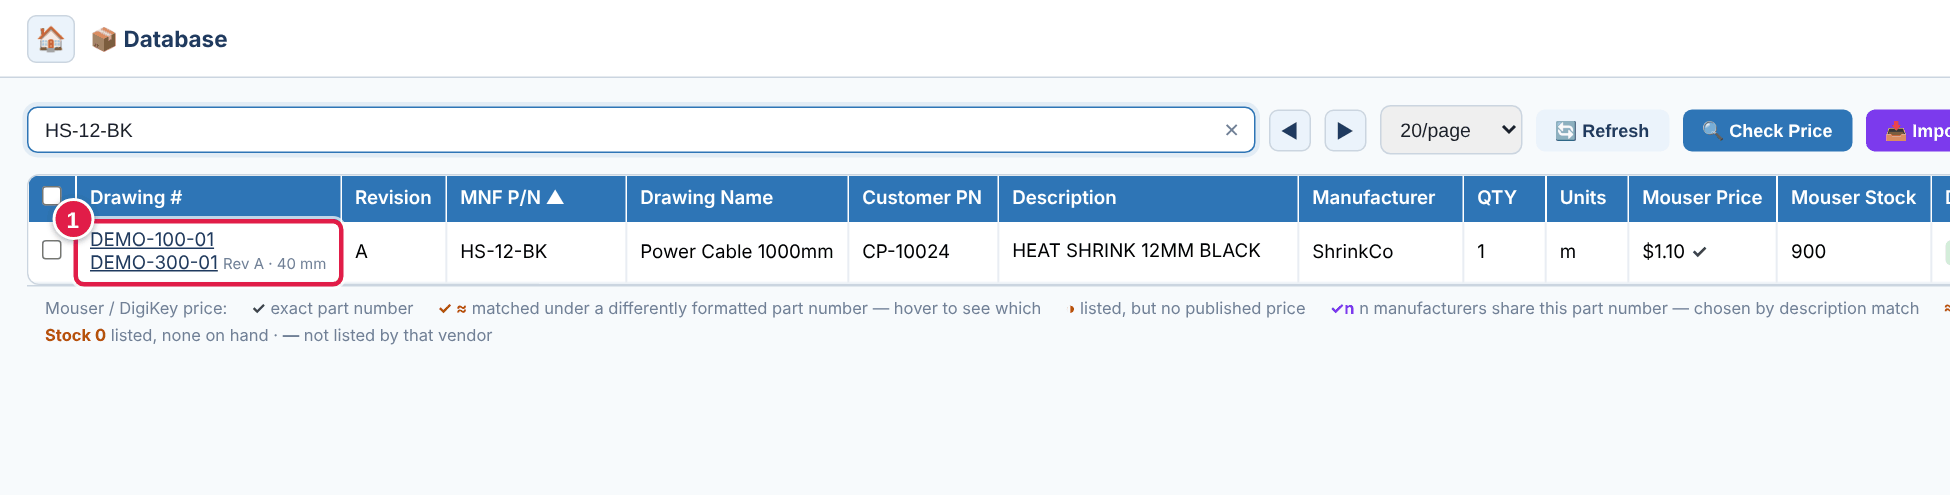 Database
HS-12-BK ✕ ◀ ▶ 20/page Refresh Check Price
Drawing # Revision MNF P/N ▲ Drawing Name Customer PN Description Manufacturer QTY Units Mouser Price Mouser Stock
1
DEMO-100-01
DEMO-300-01 Rev A · 40 mm A HS-12-BK Power Cable 1000mm CP-10024 HEAT SHRINK 12MM BLACK ShrinkCo 1 m $1.10 ✓ 900
Mouser / DigiKey price: ✓ exact part number ✓ ≈ matched under a differently formatted part number — hover to see which ◗ listed, but no published price ✓n n manufacturers share this part number — chosen by description match ≈
Stock 0 listed, none on hand · — not listed by that vendor